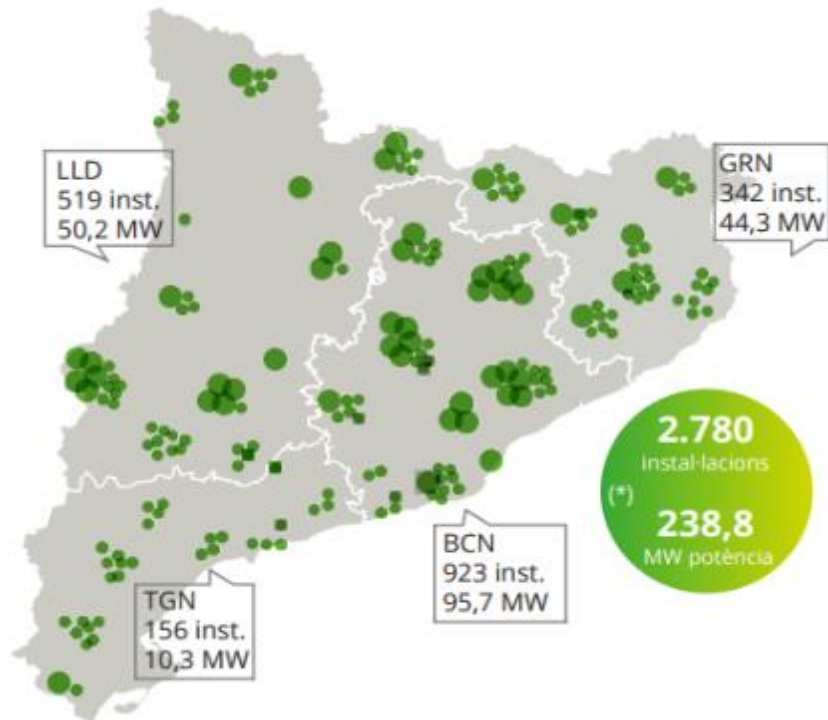 LLD
519 inst.
50,2 MW
GRN
342 inst.
44,3 MW
2.780
instal·lacions
(*)
238,8
MW potència
BCN
923 inst.
95,7 MW
TGN
156 inst.
10,3 MW